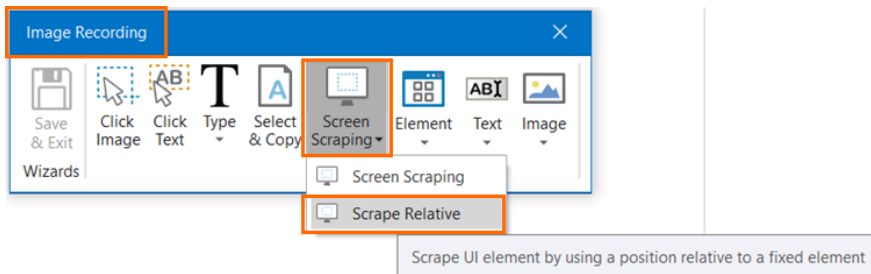 Image Recording
AB
T
A
ABI
Save
& Exit
Click
Image
Click
Text
Type
Select
& Copy
Screen
Scraping
Element
Text
Image
Wizards
Screen Scraping
Scrape Relative
Scrape UI element by using a position relative to a fixed element